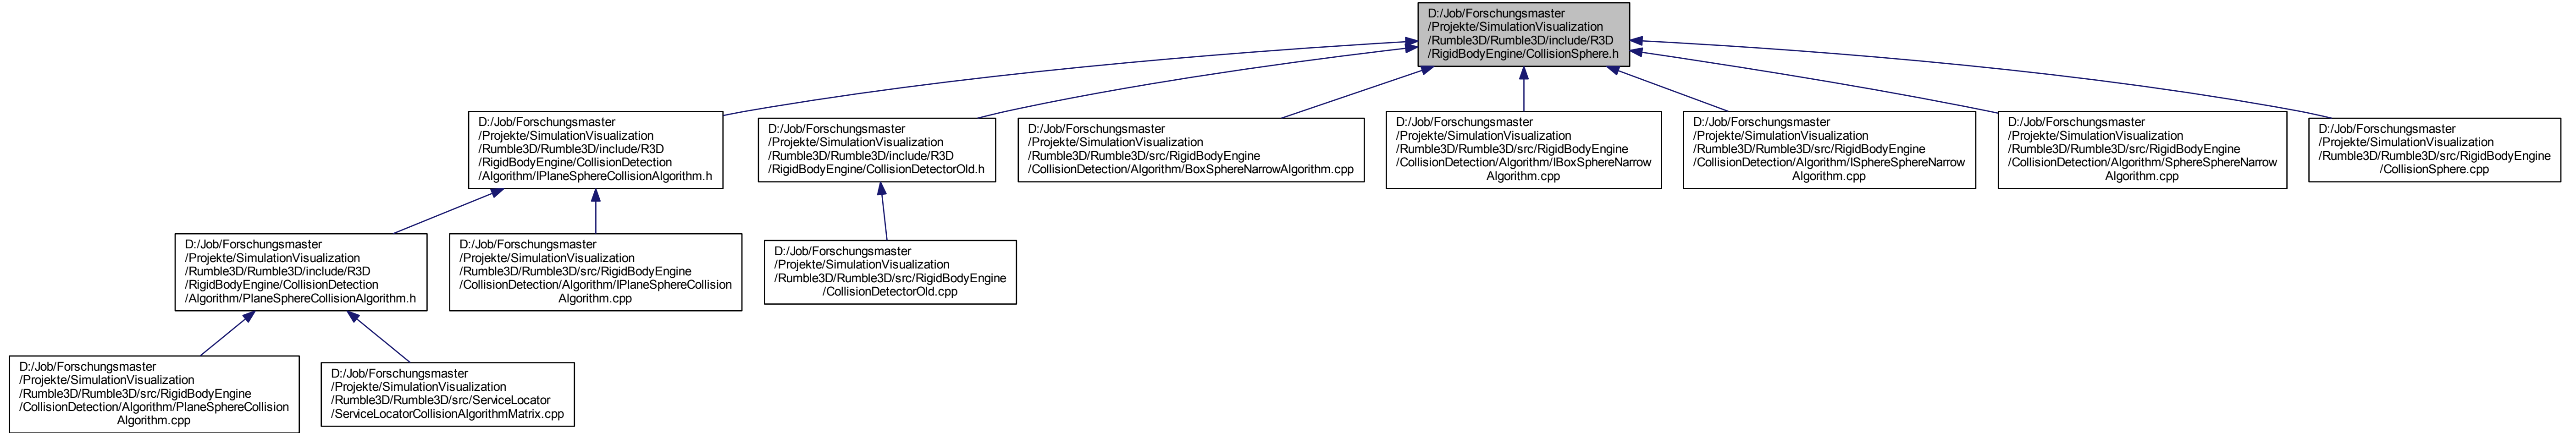 D:/Job/Forschungsmaster
/Projekte/SimulationVisualization
/Rumble3D/Rumble3D/include/R3D
/RigidBodyEngine/CollisionSphere.h
D:/Job/Forschungsmaster
/Projekte/SimulationVisualization
/Rumble3D/Rumble3D/include/R3D
/RigidBodyEngine/CollisionDetection
/Algorithm/IPlaneSphereCollisionAlgorithm.h
D:/Job/Forschungsmaster
/Projekte/SimulationVisualization
/Rumble3D/Rumble3D/include/R3D
/RigidBodyEngine/CollisionDetectorOld.h
D:/Job/Forschungsmaster
/Projekte/SimulationVisualization
/Rumble3D/Rumble3D/src/RigidBodyEngine
/CollisionDetection/Algorithm/BoxSphereNarrowAlgorithm.cpp
D:/Job/Forschungsmaster
/Projekte/SimulationVisualization
/Rumble3D/Rumble3D/src/RigidBodyEngine
/CollisionDetection/Algorithm/IBoxSphereNarrow
Algorithm.cpp
D:/Job/Forschungsmaster
/Projekte/SimulationVisualization
/Rumble3D/Rumble3D/src/RigidBodyEngine
/CollisionDetection/Algorithm/ISphereSphereNarrow
Algorithm.cpp
D:/Job/Forschungsmaster
/Projekte/SimulationVisualization
/Rumble3D/Rumble3D/src/RigidBodyEngine
/CollisionDetection/Algorithm/SphereSphereNarrow
Algorithm.cpp
D:/Job/Forschungsmaster
/Projekte/SimulationVisualization
/Rumble3D/Rumble3D/src/RigidBodyEngine
/CollisionSphere.cpp
D:/Job/Forschungsmaster
/Projekte/SimulationVisualization
/Rumble3D/Rumble3D/include/R3D
/RigidBodyEngine/CollisionDetection
/Algorithm/PlaneSphereCollisionAlgorithm.h
D:/Job/Forschungsmaster
/Projekte/SimulationVisualization
/Rumble3D/Rumble3D/src/RigidBodyEngine
/CollisionDetection/Algorithm/IPlaneSphereCollision
Algorithm.cpp
D:/Job/Forschungsmaster
/Projekte/SimulationVisualization
/Rumble3D/Rumble3D/src/RigidBodyEngine
/CollisionDetectorOld.cpp
D:/Job/Forschungsmaster
/Projekte/SimulationVisualization
/Rumble3D/Rumble3D/src/RigidBodyEngine
/CollisionDetection/Algorithm/PlaneSphereCollision
Algorithm.cpp
D:/Job/Forschungsmaster
/Projekte/SimulationVisualization
/Rumble3D/Rumble3D/src/ServiceLocator
/ServiceLocatorCollisionAlgorithmMatrix.cpp